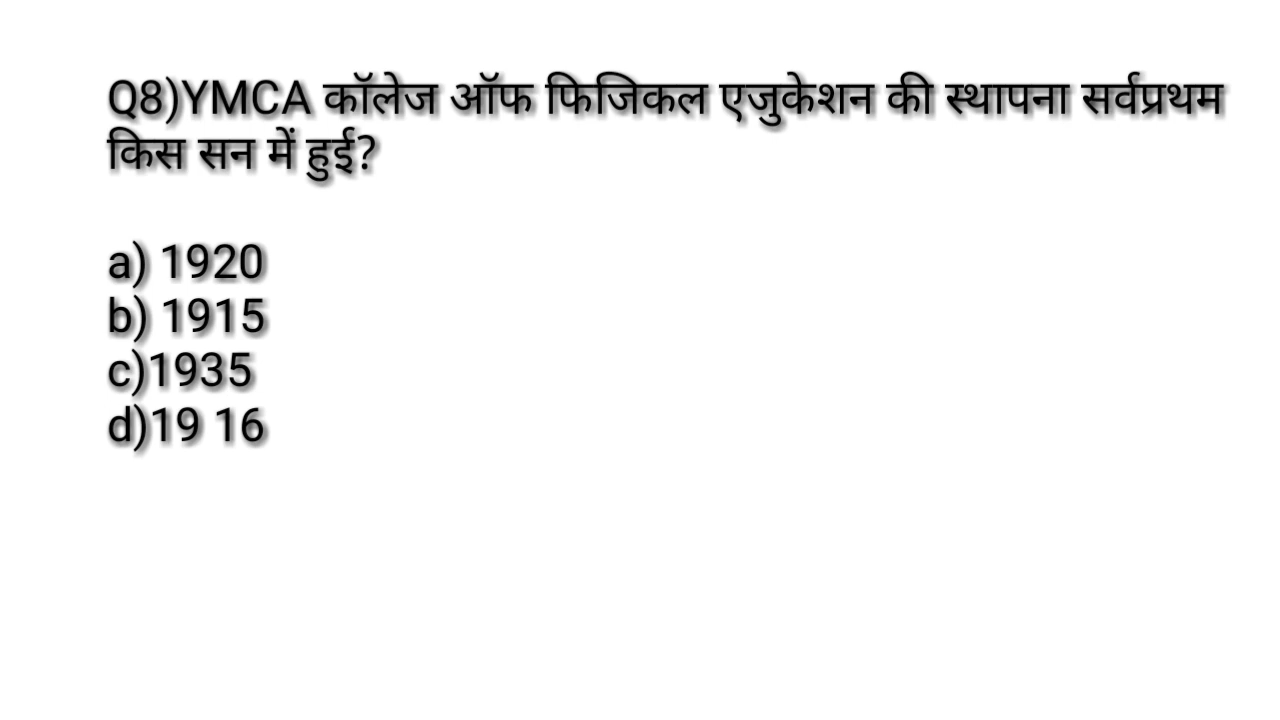 Q8)YMCA कॉलेज ऑफ फिजिकल एजुकेशन की स्थापना सर्वप्रथम
किस सन में हुई?
a) 1920
b) 1915
c)1935
d)19 16